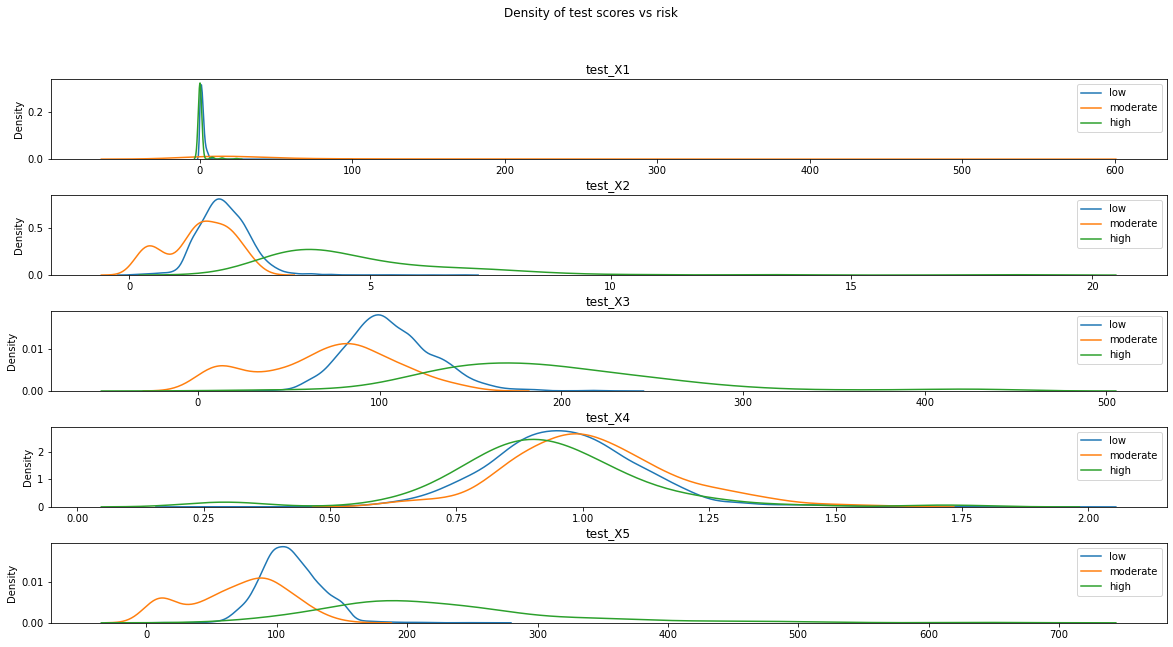 Density of test scores vs risk
test_X1
Density
0.2
0.0
low
moderate
high
0 100 200 300 400 500 600
test_X2
Density
0.5
0.0
low
moderate
high
0 5 10 15 20
test_X3
Density
0.01
0.00
low
moderate
high
0 100 200 300 400 500
test_X4
Density
2
1
0
low
moderate
high
0.00 0.25 0.50 0.75 1.00 1.25 1.50 1.75 2.00
test_X5
Density
0.01
0.00
low
moderate
high
0 100 200 300 400 500 600 700